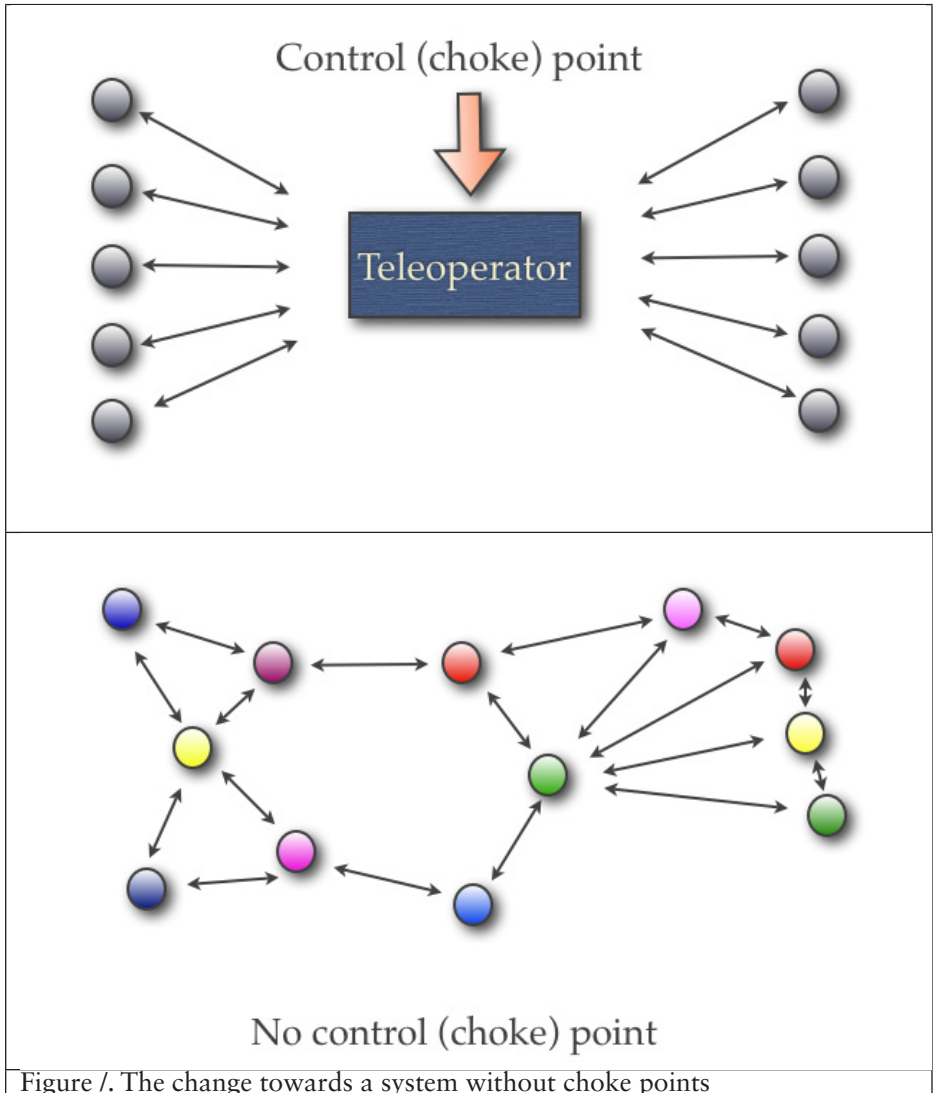 Control (choke) point
Teleoperator
No control (choke) point
Figure /. The change towards a system without choke points